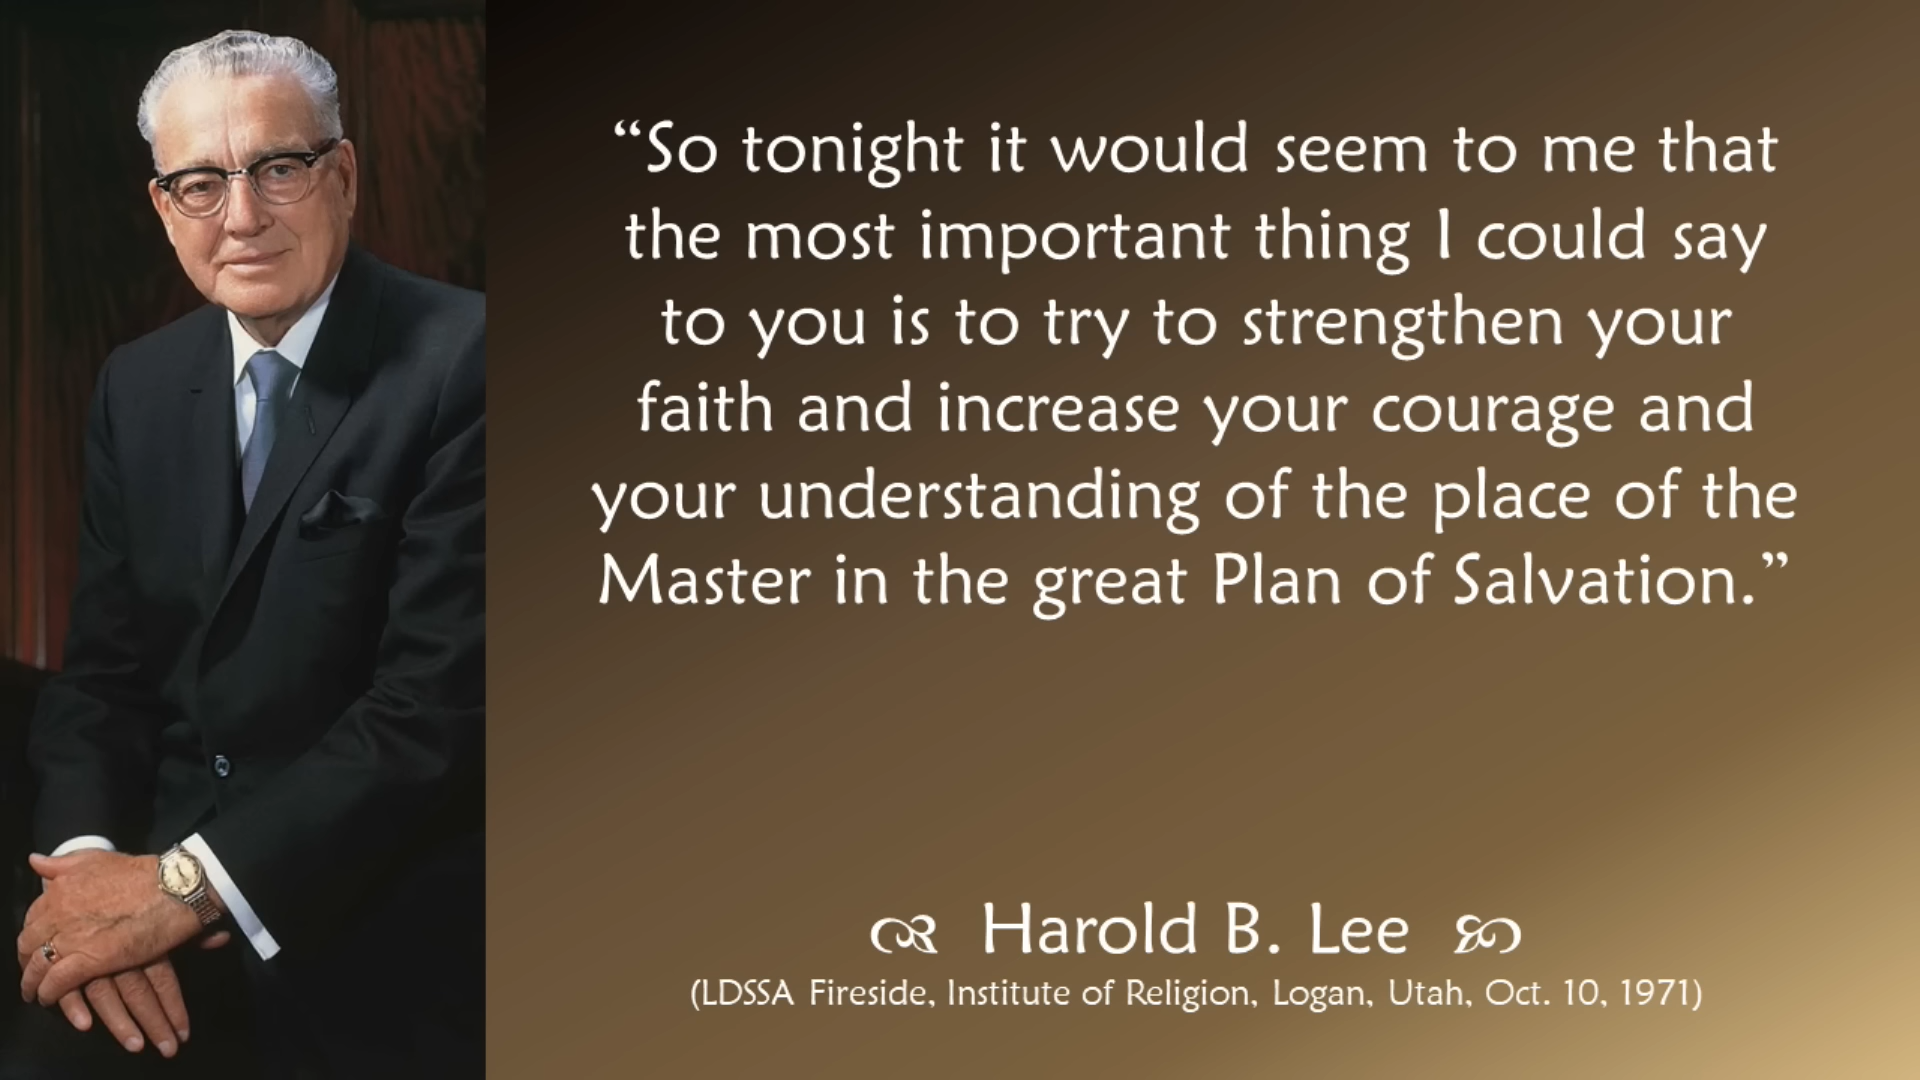 “So tonight it would seem to me that
the most important thing I could say
to you is to try to strengthen your
faith and increase your courage and
your understanding of the place of the
Master in the great Plan of Salvation.”
Harold B. Lee
(LDSSA Fireside, Institute of Religion, Logan, Utah, Oct. 10, 1971)